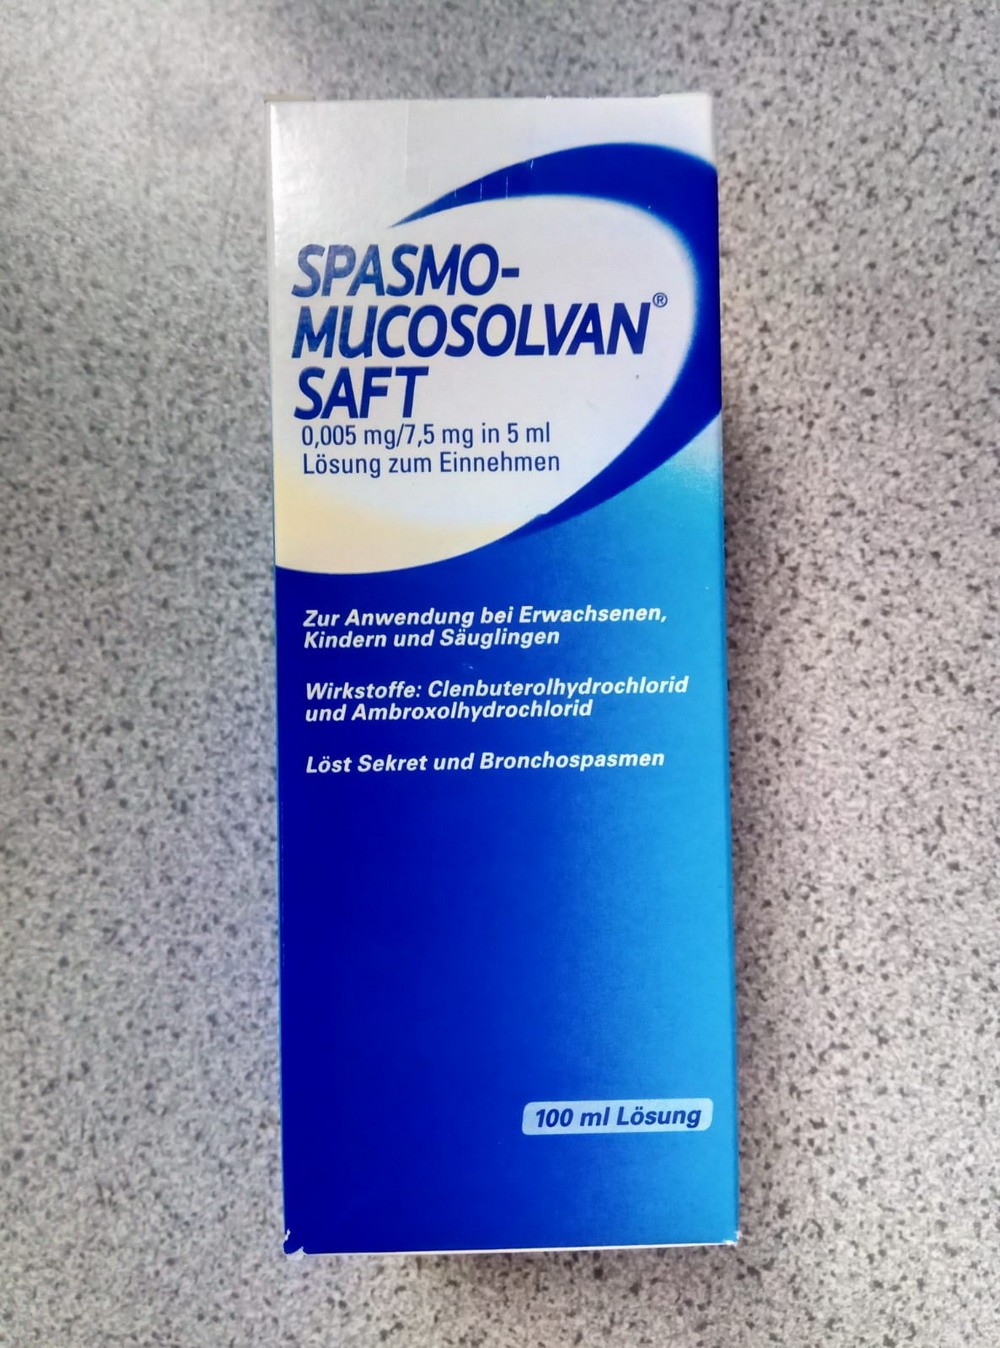 SPASMO-
MUCOSOLVAN®
SAFT
0,005 mg/7,5 mg in 5 ml
Lösung zum Einnehmen
Zur Anwendung bei Erwachsenen,
Kindern und Säuglingen
Wirkstoffe: Clenbuterolhydrochlorid
und Ambroxolhydrochlorid
Löst Sekret und Bronchospasmen
100 ml Lösung